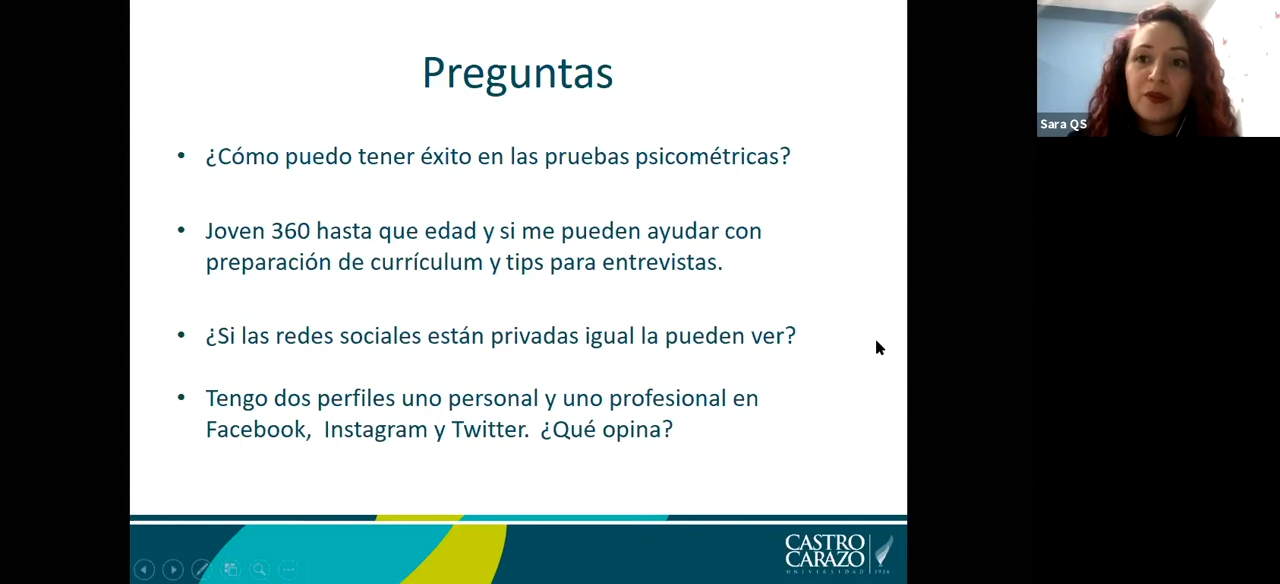 Preguntas
• ¿Cómo puedo tener éxito en las pruebas psicométricas?
• Joven 360 hasta que edad y si me pueden ayudar con
preparación de currículum y tips para entrevistas.
• ¿Si las redes sociales están privadas igual la pueden ver?
• Tengo dos perfiles uno personal y uno profesional en
Facebook, Instagram y Twitter. ¿Qué opina?
Sara QS
CASTRO
CARAZO
UNIVERSIDAD